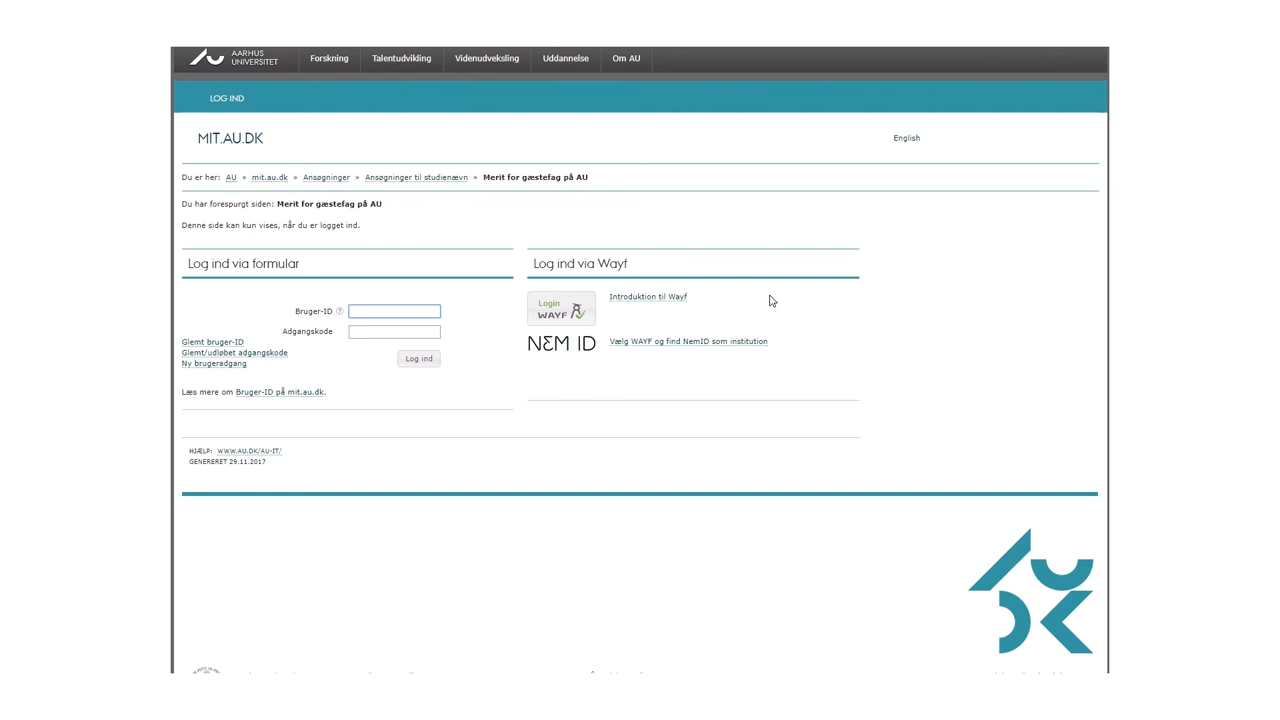 AARHUS
UNIVERSITET
Forskning Talentudvikling Videnudveksling Uddannelse Om AU
LOG IND
MIT.AU.DK
English
Du er her: AU » mit.au.dk » Ansøgninger » Ansøgninger til studienævn » Merit for gæstefag på AU
Du har forespurgt siden: Merit for gæstefag på AU
Denne side kan kun vises, når du er logget ind.
Log ind via formular
Bruger-ID ?
Adgangskode
Glemt bruger-ID
Glemt/udløbet adgangskode
Ny brugeradgang
Log ind
Læs mere om Bruger-ID på mit.au.dk.
Log ind via Wayf
Login
WAYF
Introduktion til Wayf
NEM ID
Vælg WAYF og find NemID som institution
HJÆLP: WWW.AU.DK/AU-IT/
GENERERET 29.11.2017